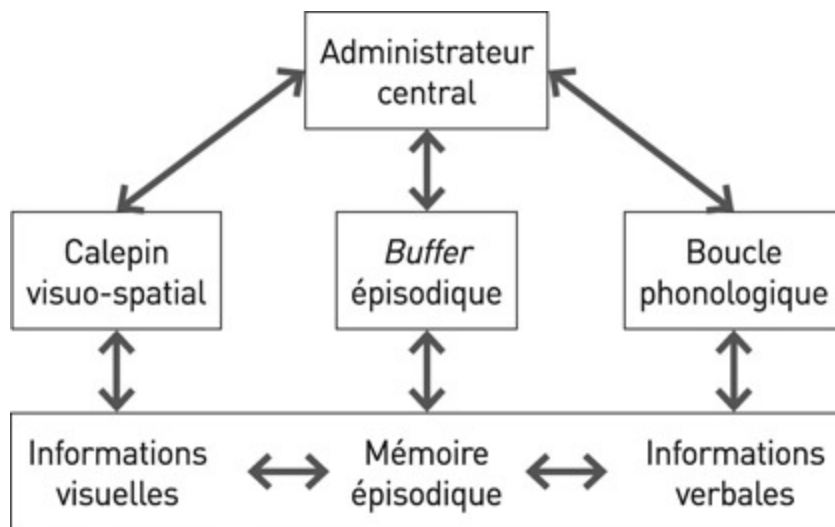 Administrateur
central
Calepin
visuo-spatial
Buffer
épisodique
Boucle
phonologique
Informations
visuelles
Mémoire
épisodique
Informations
verbales